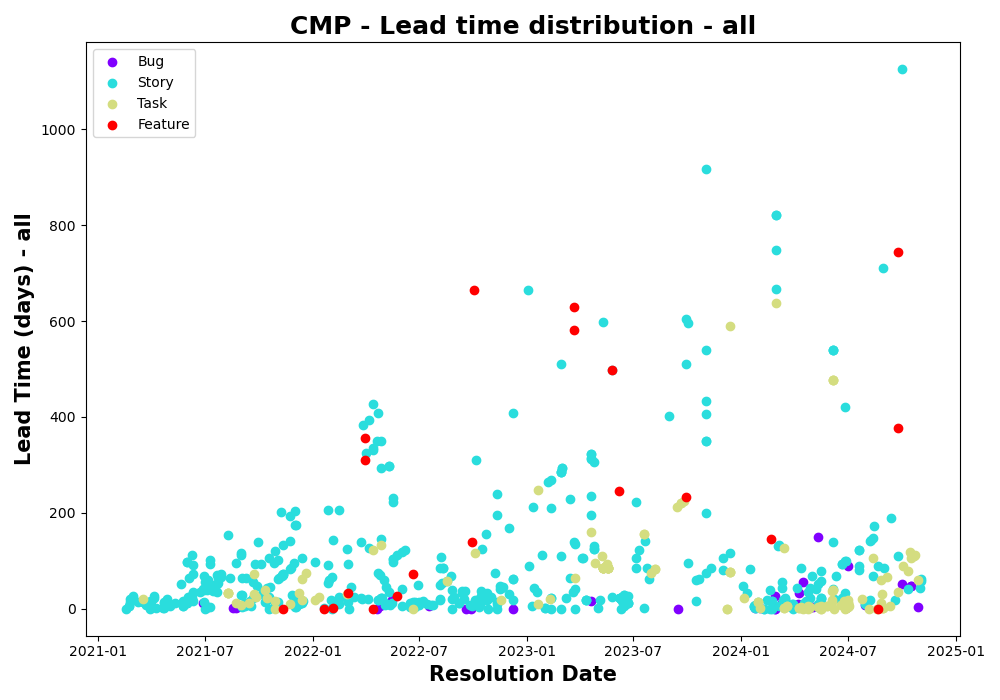 CMP - Lead time distribution - all
Bug
Story
Task
Feature
1000
800
600
400
200
0
Lead Time (days) - all
2021-01 2021-07 2022-01 2022-07 2023-01 2023-07 2024-01 2024-07 2025-01
Resolution Date